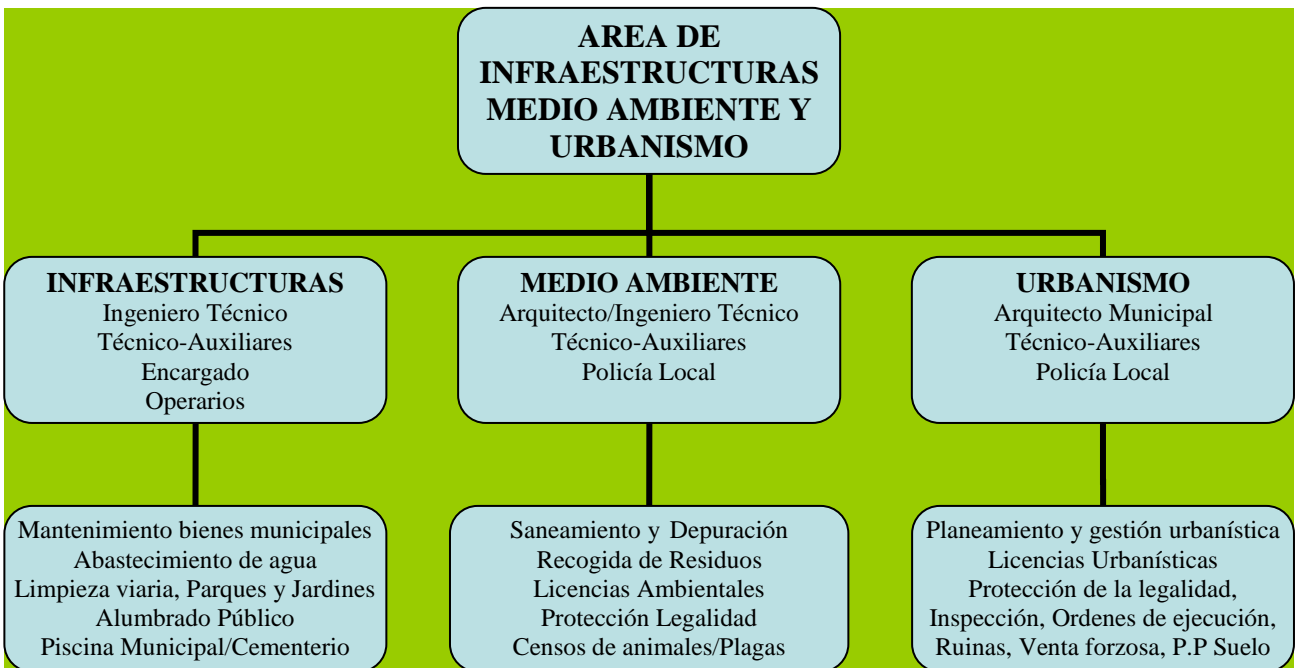 AREA DE
INFRAESTRUCTURAS
MEDIO AMBIENTE Y
URBANISMO
INFRAESTRUCTURAS
Ingeniero Técnico
Técnico-Auxiliares
Encargado
Operarios
MEDIO AMBIENTE
Arquitecto/Ingeniero Técnico
Técnico-Auxiliares
Policía Local
URBANISMO
Arquitecto Municipal
Técnico-Auxiliares
Policía Local
Mantenimiento bienes municipales
Abastecimiento de agua
Limpieza viaria, Parques y Jardines
Alumbrado Público
Piscina Municipal/Cementerio
Saneamiento y Depuración
Recogida de Residuos
Licencias Ambientales
Protección Legalidad
Censos de animales/Plagas
Planeamiento y gestión urbanística
Licencias Urbanísticas
Protección de la legalidad,
Inspección, Ordenes de ejecución,
Ruinas, Venta forzosa, P.P Suelo